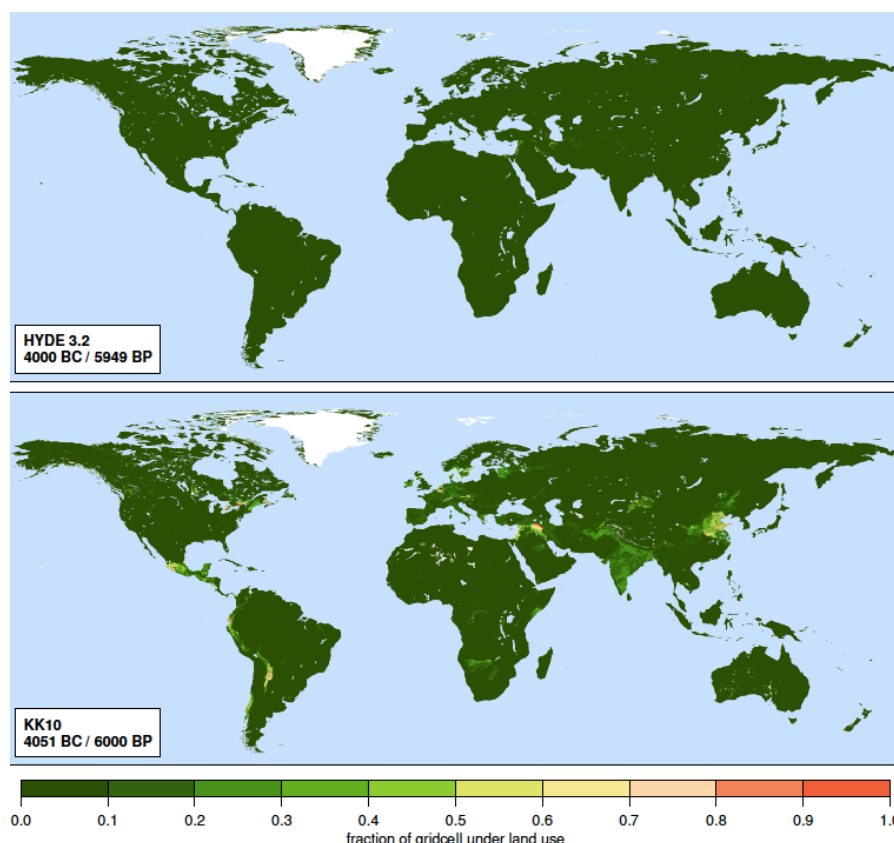 HYDE 3.2
4000 BC / 5949 BP
KK10
4051 BC / 6000 BP
0.0 0.1 0.2 0.3 0.4 0.5 0.6 0.7 0.8 0.9 1.0
fraction of gridcell under land use